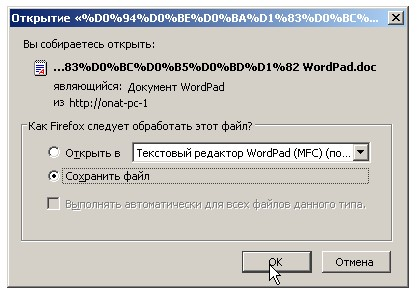 Открытие «%D0%94%D0%BE%D0%BA%D1%83%D0%BC%...
Вы собираетесь открыть:
...83%D0%BC%D0%B5%D0%BD%D1%82 WordPad.doc
являющийся: Документ WordPad
из http://onat-pc-1
Как Firefox следует обработать этот файл?
Открыть в Текстовый редактор WordPad (MFC) (по...
Сохранить файл
Выполнять автоматически для всех файлов данного типа.
OK Отмена